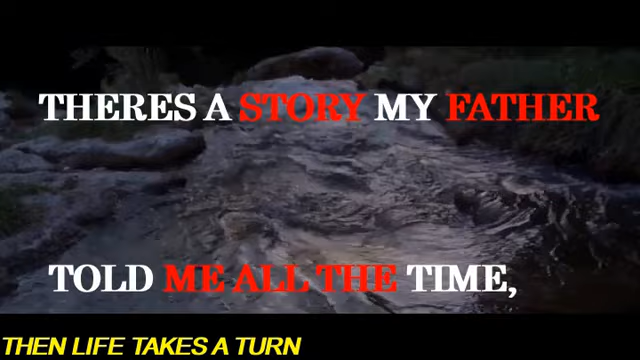 THERES A STORY MY FATHER
TOLD ME ALL THE TIME,
THEN LIFE TAKES A TURN